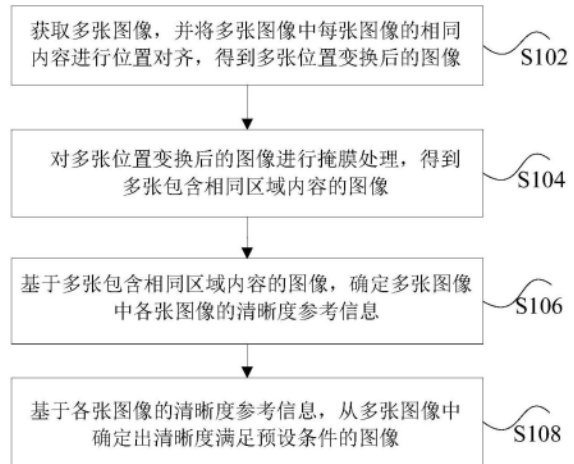 获取多张图像，并将多张图像中每张图像的相同
内容进行位置对齐，得到多张位置变换后的图像
S102
对多张位置变换后的图像进行掩膜处理，得到
多张包含相同区域内容的图像
S104
基于多张包含相同区域内容的图像，确定多张图像
中各张图像的清晰度参考信息
S106
基于各张图像的清晰度参考信息，从多张图像中
确定出清晰度满足预设条件的图像
S108